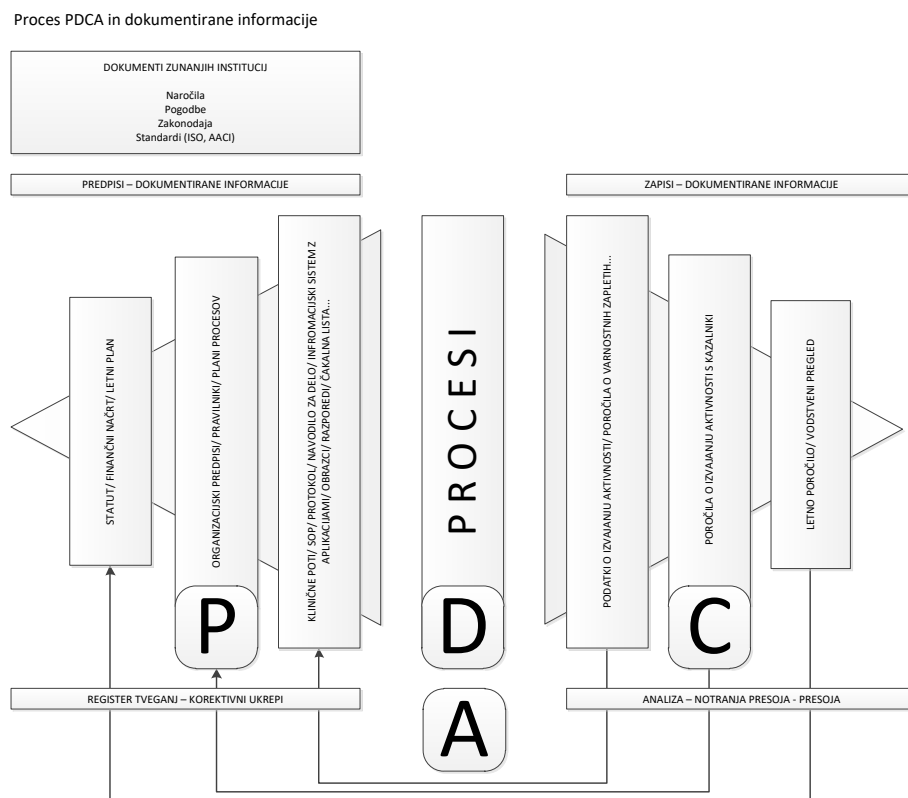 Proces PDCA in dokumentirane informacije
DOKUMENTI ZUNANJIH INSTITUCIJ
Naročila
Pogodbe
Zakonodaja
Standardi (ISO, AACI)
PREDPISI – DOKUMENTIRANE INFORMACIJE
ZAPISI – DOKUMENTIRANE INFORMACIJE
STATUT/ FINANČNI NAČRT/ LETNI PLAN
ORGANIZACIJSKI PREDPISI/ PRAVILNIKI/ PLANI PROCESOV
KLINIČNE POTI/ SOP/ PROTOKOL/ NAVODILO ZA DELO/ INFROMACIJSKI SISTEM Z
APLIKACIJAMI/ OBRAZCI/ RAZPOREDI/ ČAKALNA LISTA...
PROCESI
PODATKI O IZVAJANJU AKTIVNOSTI/ POROČILA O VARNOSTNIH ZAPLETIH...
POROČILA O IZVAJANJU AKTIVNOSTI S KAZALNIKI
LETNO POROČILO/ VODSTVENI PREGLED
P
D
C
REGISTER TVEGANJ – KOREKTIVNI UKREPI
ANALIZA – NOTRANJA PRESOJA - PRESOJA
A